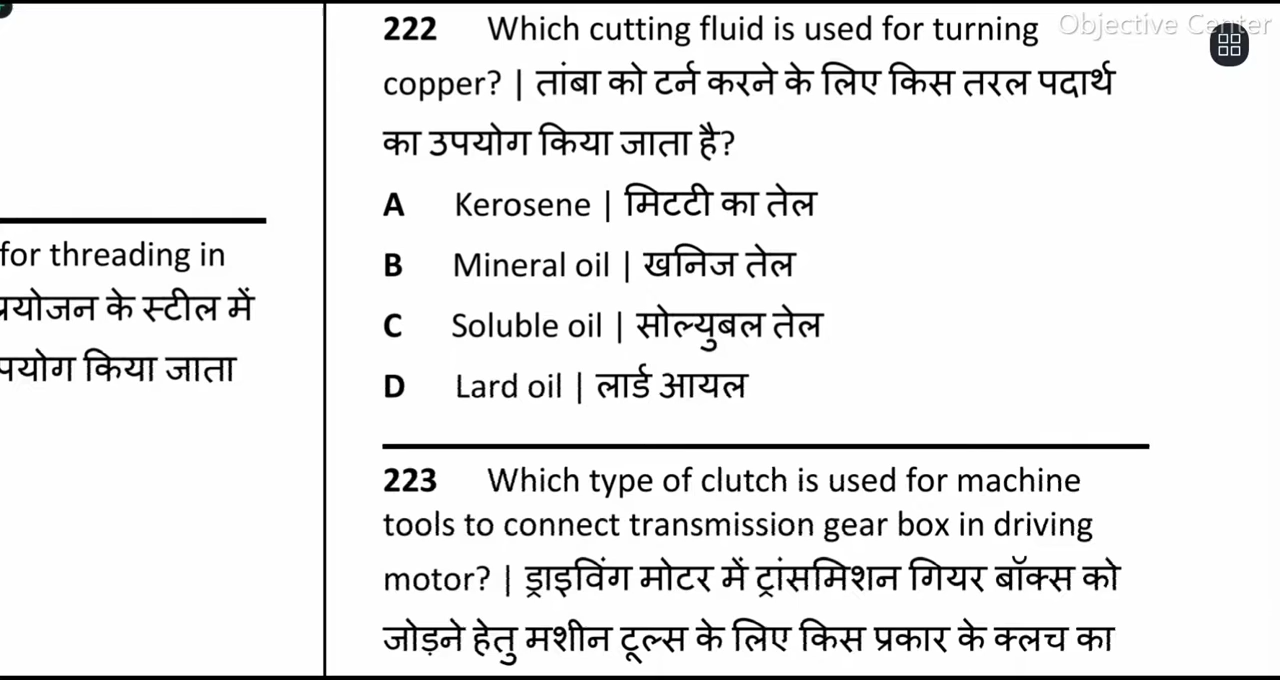 Objective Center
for threading in
प्रयोजन के स्टील में
पयोग किया जाता
222 Which cutting fluid is used for turning
copper? | तांबा को टर्न करने के लिए किस तरल पदार्थ
का उपयोग किया जाता है?
A Kerosene | मिटटी का तेल
B Mineral oil | खनिज तेल
C Soluble oil | सोल्युबल तेल
D Lard oil | लार्ड आयल
223 Which type of clutch is used for machine
tools to connect transmission gear box in driving
motor? | ड्राइविंग मोटर में ट्रांसमिशन गियर बॉक्स को
जोड़ने हेतु मशीन टूल्स के लिए किस प्रकार के क्लच का